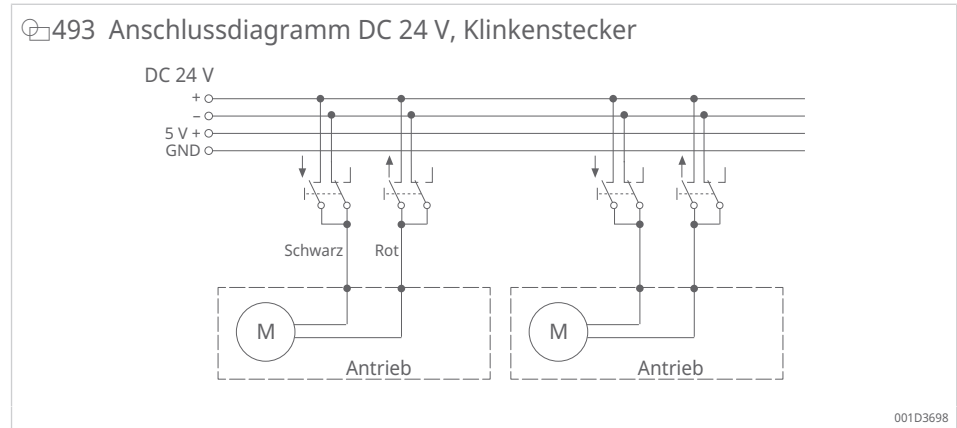 493 Anschlussdiagramm DC 24 V, Klinkenstecker
DC 24 V
+
–
5 V +
GND
Schwarz Rot
M M
Antrieb Antrieb
001D3698